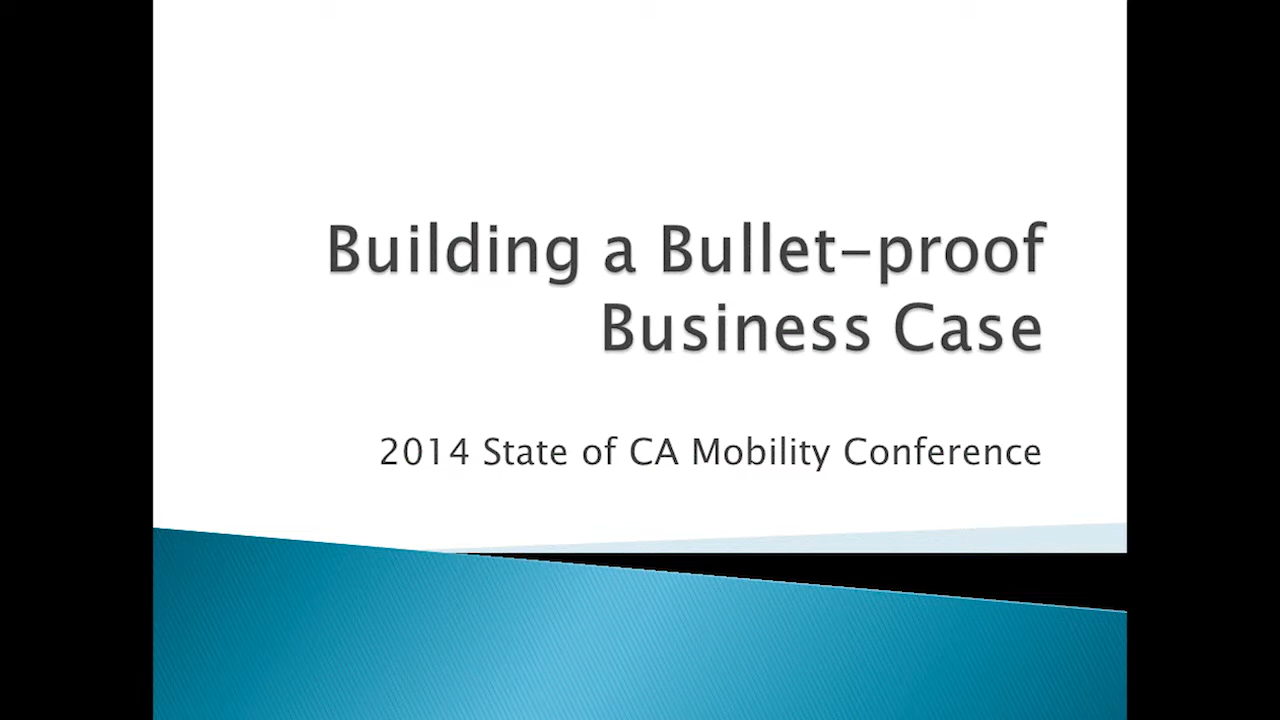 Building a Bullet-proof
Business Case
2014 State of CA Mobility Conference